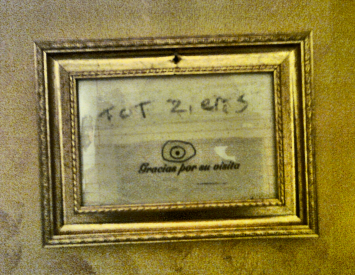 TOT Ziens
Gracias por su visita